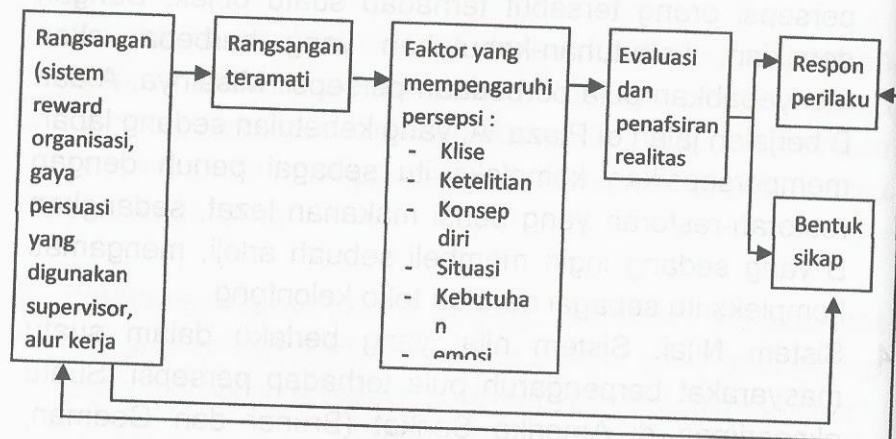 Rangsangan
(sistem
reward
organisasi,
gaya
persuasi
yang
digunakan
supervisor,
alur kerja
Rangsangan
teramati
Faktor yang
mempengaruhi
persepsi :
- Klise
- Ketelitian
- Konsep
diri
- Situasi
- Kebutuha
n
- emosi
Evaluasi
dan
penafsiran
realitas
Respon
perilaku
Bentuk
sikap